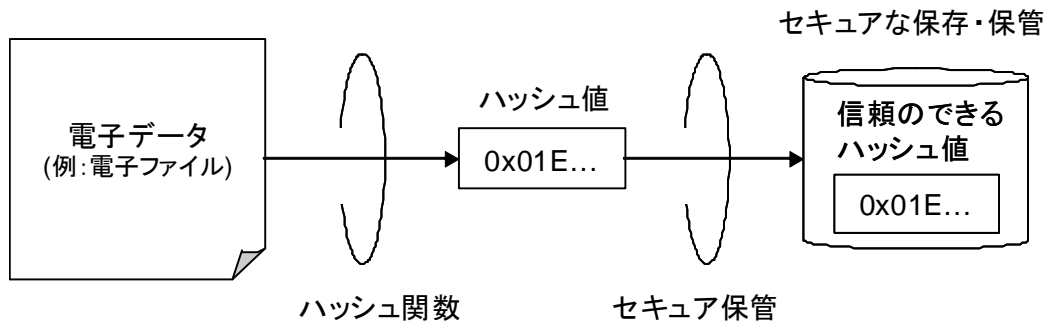 セキュアな保存・保管
電子データ
(例:電子ファイル)
ハッシュ値
0x01E…
信頼のできる
ハッシュ値
0x01E…
ハッシュ関数
セキュア保管